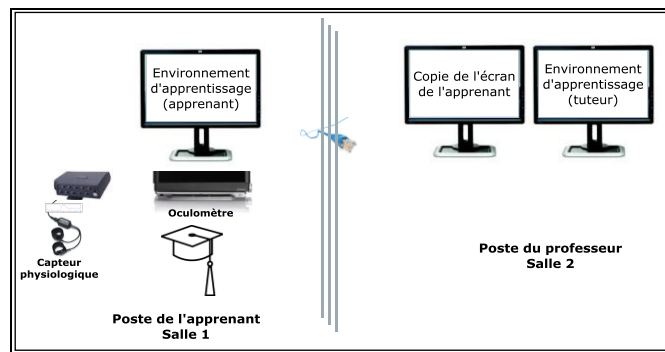 Environnement
d'apprentissage
(apprenant)
Oculomètre
Capteur
physiologique
Poste de l'apprenant
Salle 1
Copie de l'écran
de l'apprenant
Environnement
d'apprentissage
(tuteur)
Poste du professeur
Salle 2